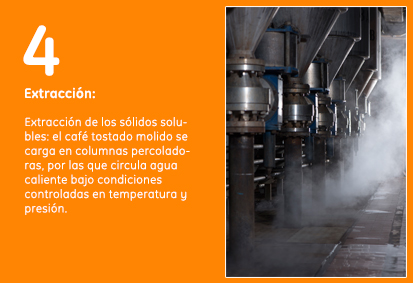 4
Extracción:
Extracción de los sólidos solu-
bles: el café tostado molido se
carga en columnas percolado-
ras, por las que circula agua
caliente bajo condiciones
controladas en temperatura y
presión.